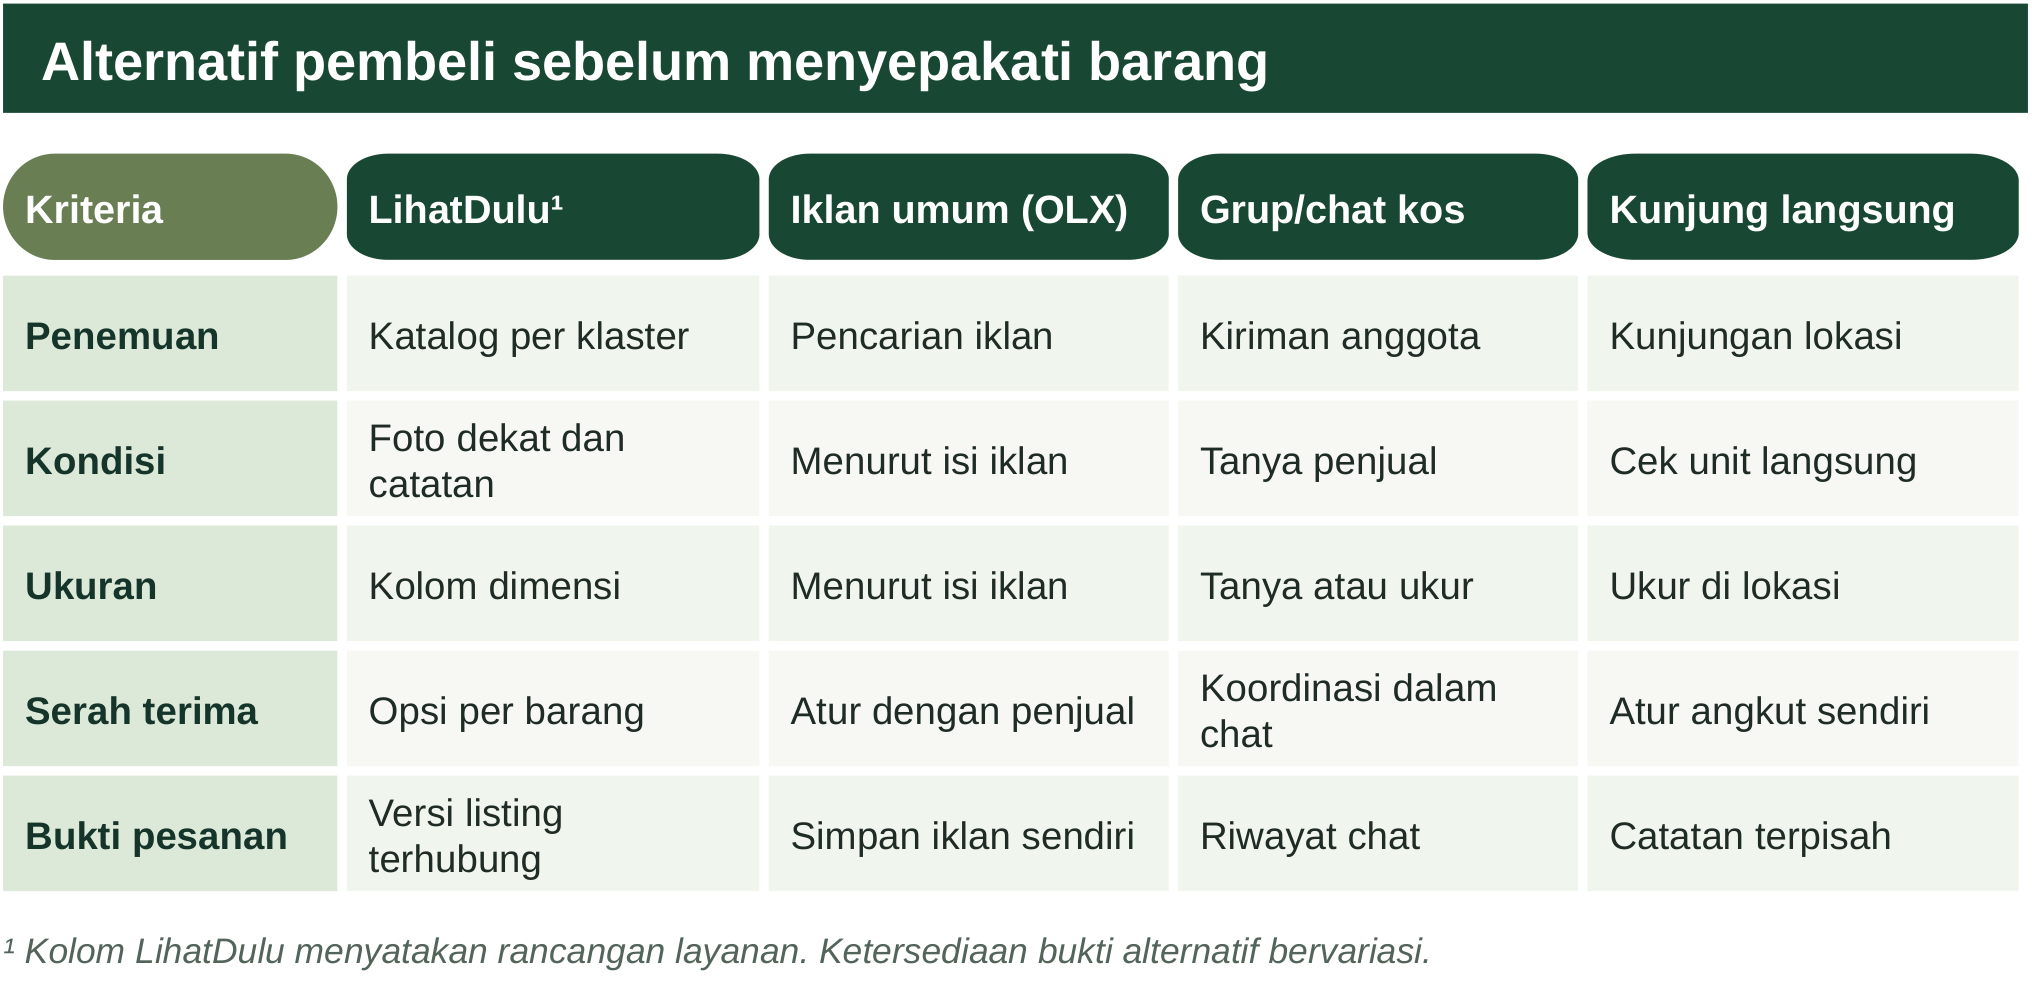 Alternatif pembeli sebelum menyepakati barang
Kriteria
LihatDulu¹
Iklan umum (OLX)
Grup/chat kos
Kunjung langsung
Penemuan
Katalog per klaster
Pencarian iklan
Kiriman anggota
Kunjungan lokasi
Kondisi
Foto dekat dan
catatan
Menurut isi iklan
Tanya penjual
Cek unit langsung
Ukuran
Kolom dimensi
Menurut isi iklan
Tanya atau ukur
Ukur di lokasi
Serah terima
Opsi per barang
Atur dengan penjual
Koordinasi dalam
chat
Atur angkut sendiri
Bukti pesanan
Versi listing
terhubung
Simpan iklan sendiri
Riwayat chat
Catatan terpisah
¹ Kolom LihatDulu menyatakan rancangan layanan. Ketersediaan bukti alternatif bervariasi.